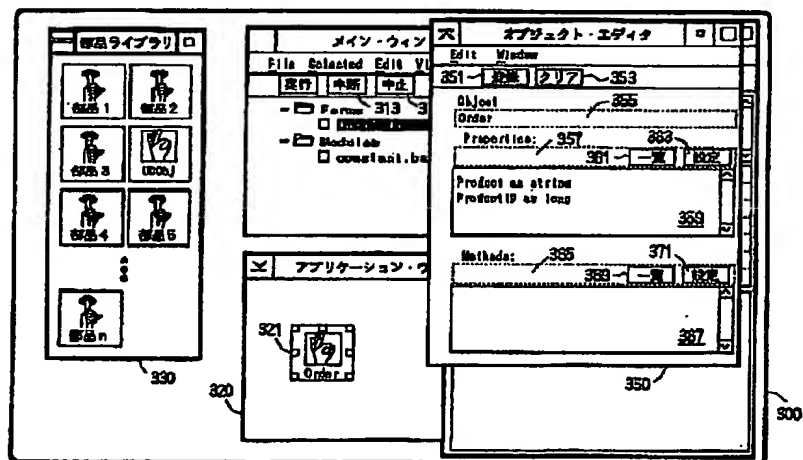 部品ライブラリ
部品1 部品2
部品3 UCObj
部品4 部品5
部品n
330
メイン・ウィン
File Selected Edit Vi
実行 中断 中止
313 3
Forms
Modules
constant.ba
アプリケーション・ウ
321
Order
320
オブジェクト・エディタ
Edit Window
351 登録 クリア 353
Object 355
Order
Properties: 357 363
361 一覧 設定
Product as string
ProductID as long
359
Methods: 365 371
369 一覧 設定
367
350
300